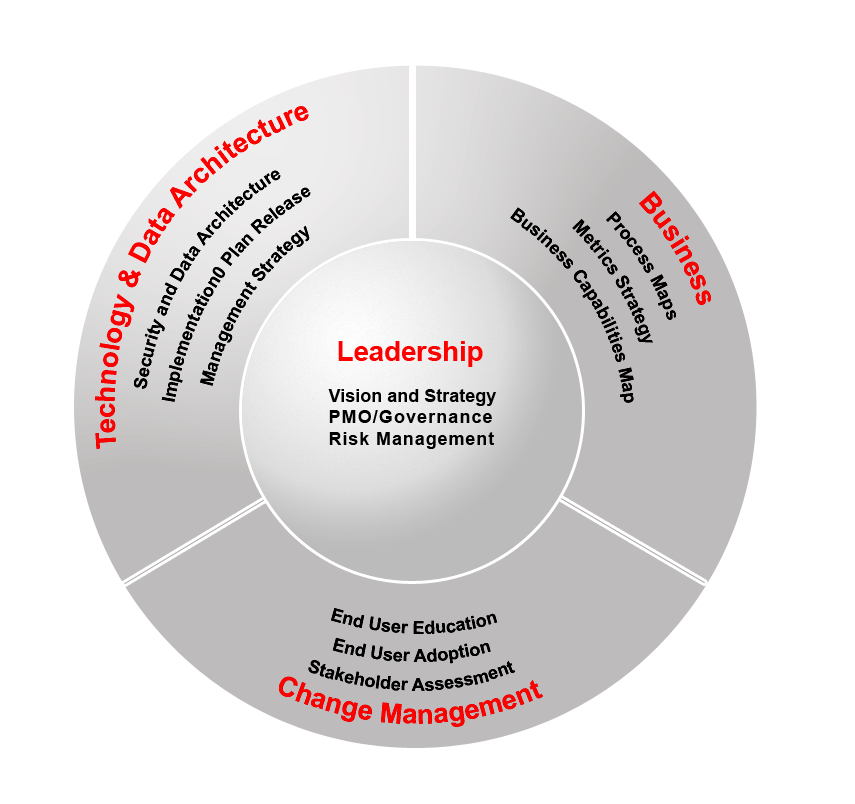 Technology & Data Architecture
Security and Data Architecture
Implementation0 Plan Release
Management Strategy
Business
Process Maps
Metrics Strategy
Business Capabilities Map
Leadership
Vision and Strategy
PMO/Governance
Risk Management
End User Education
End User Adoption
Stakeholder Assessment
Change Management